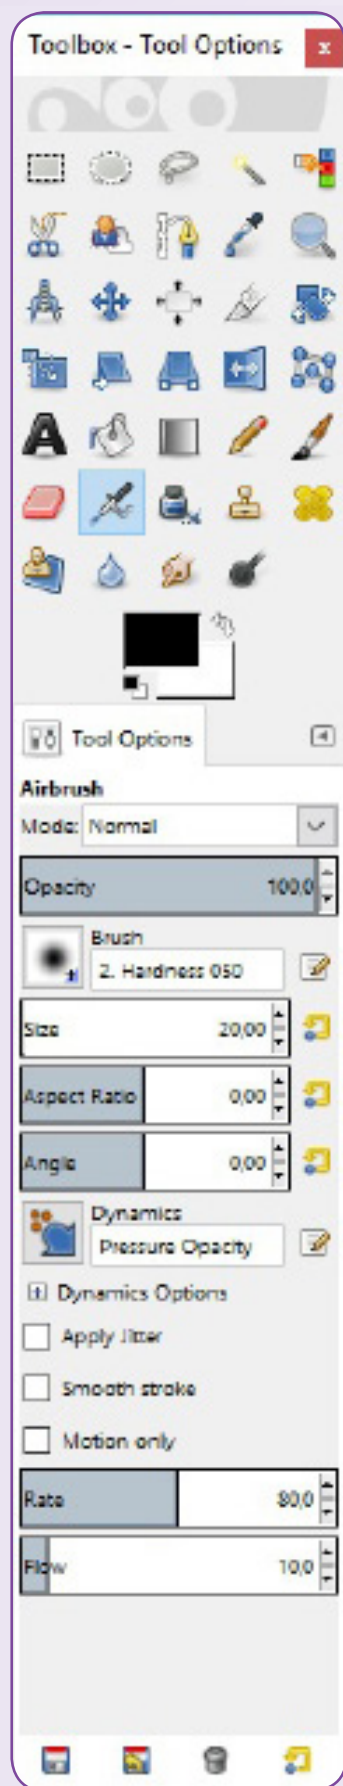 Toolbox - Tool Options
Tool Options
Airbrush
Mode: Normal
Opacity 100,0
Brush
2. Hardness 050
Size 20,00
Aspect Ratio 0,00
Angle 0,00
Dynamics
Pressure Opacity
Dynamics Options
Apply Jitter
Smooth stroke
Motion only
Rate 80,0
Flow 10,0